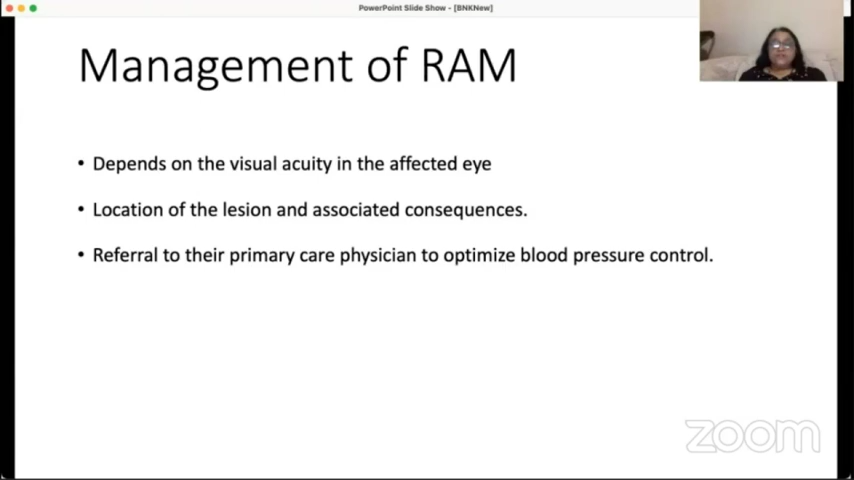 PowerPoint Slide Show - [BNKNew]
Management of RAM
• Depends on the visual acuity in the affected eye
• Location of the lesion and associated consequences.
• Referral to their primary care physician to optimize blood pressure control.
zoom